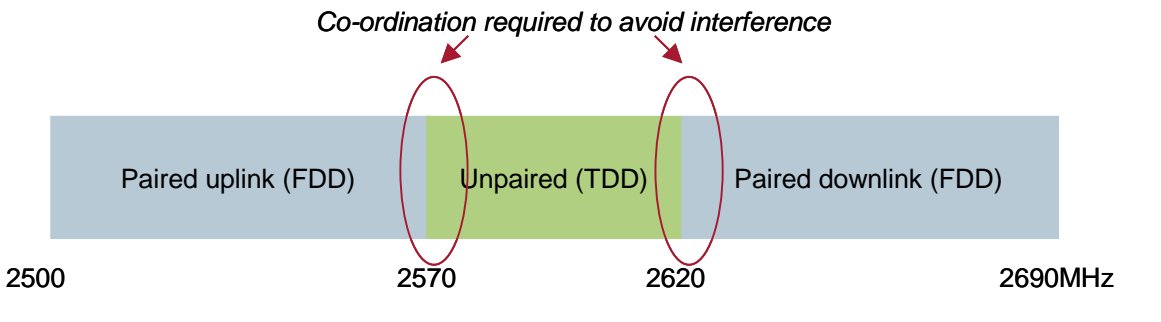 Co-ordination required to avoid interference
Paired uplink (FDD)
Unpaired (TDD)
Paired downlink (FDD)
2500
2570
2620
2690MHz